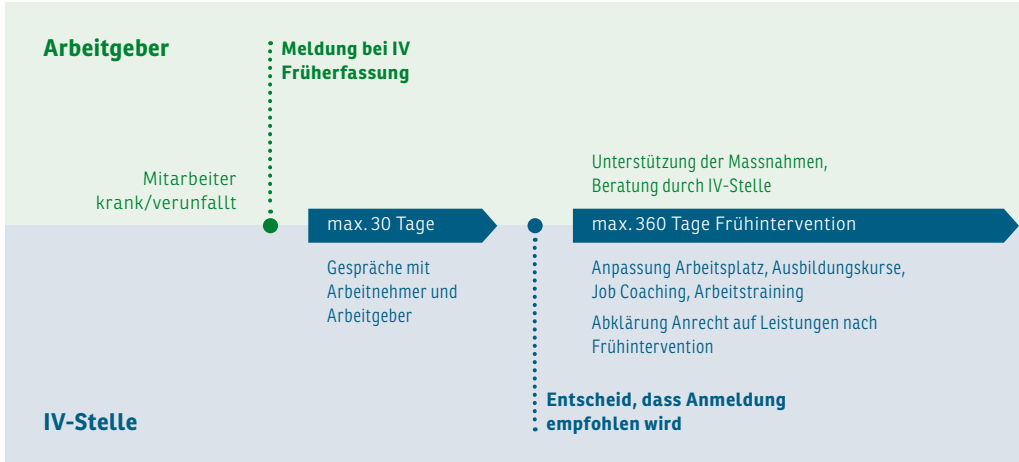 Arbeitgeber
Meldung bei IV
Früherfassung
Mitarbeiter
krank/verunfallt
Unterstützung der Massnahmen,
Beratung durch IV-Stelle
max. 30 Tage
max. 360 Tage Frühintervention
Gespräche mit
Arbeitnehmer und
Arbeitgeber
Anpassung Arbeitsplatz, Ausbildungskurse,
Job Coaching, Arbeitstraining
Abklärung Anrecht auf Leistungen nach
Frühintervention
Entscheid, dass Anmeldung
empfohlen wird
IV-Stelle